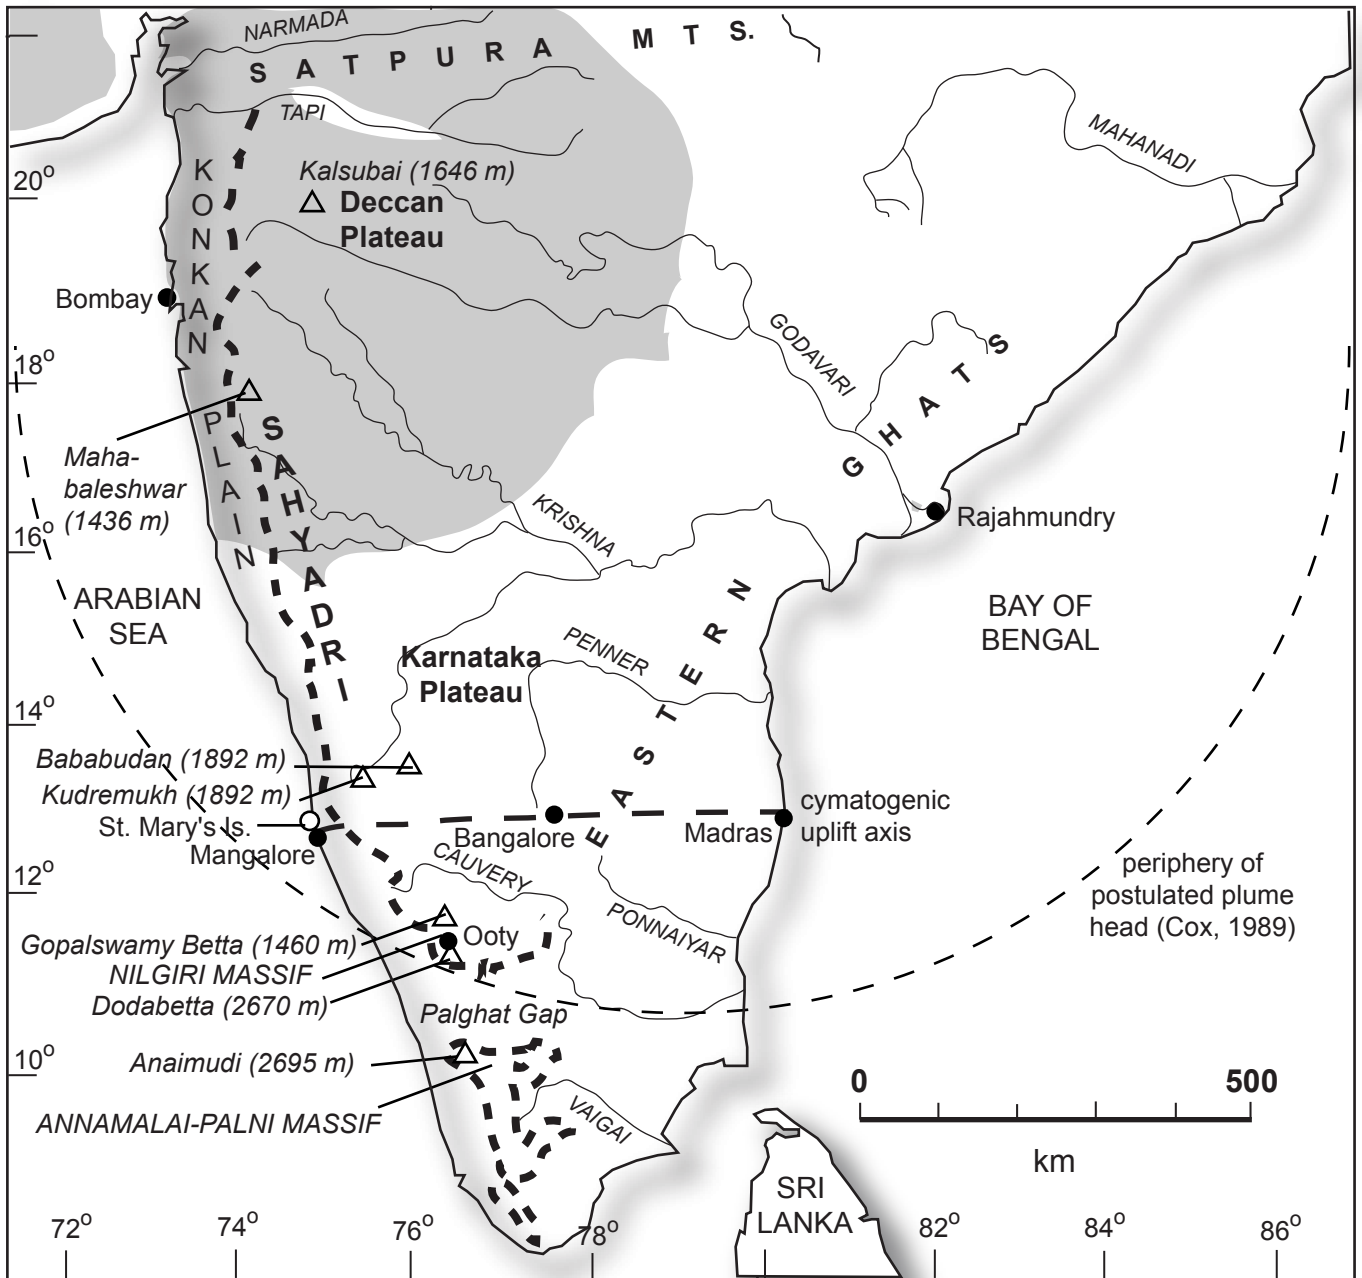 NARMADA
SATPURA MTS.
TAPI
MAHANADI
20°
Kalsubai (1646 m)
Deccan
Plateau
KONKAN PLAIN
Bombay
GODAVARI
18°
EASTERN GHATS
Maha-
baleshwar
(1436 m)
SAHYADRI
KRISHNA
Rajahmundry
16°
ARABIAN
SEA
BAY OF
BENGAL
PENNER
Karnataka
Plateau
14°
Bababudan (1892 m)
Kudremukh (1892 m)
St. Mary's Is.
Mangalore
Bangalore
Madras
cymatogenic
uplift axis
CAUVERY
periphery of
postulated plume
head (Cox, 1989)
12°
PONNAIYAR
Gopalswamy Betta (1460 m)
Ooty
NILGIRI MASSIF
Dodabetta (2670 m)
Palghat Gap
10°
Anaimudi (2695 m)
ANNAMALAI-PALNI MASSIF
VAIGAI
0 500
km
SRI
LANKA
72° 74° 76° 78° 82° 84° 86°